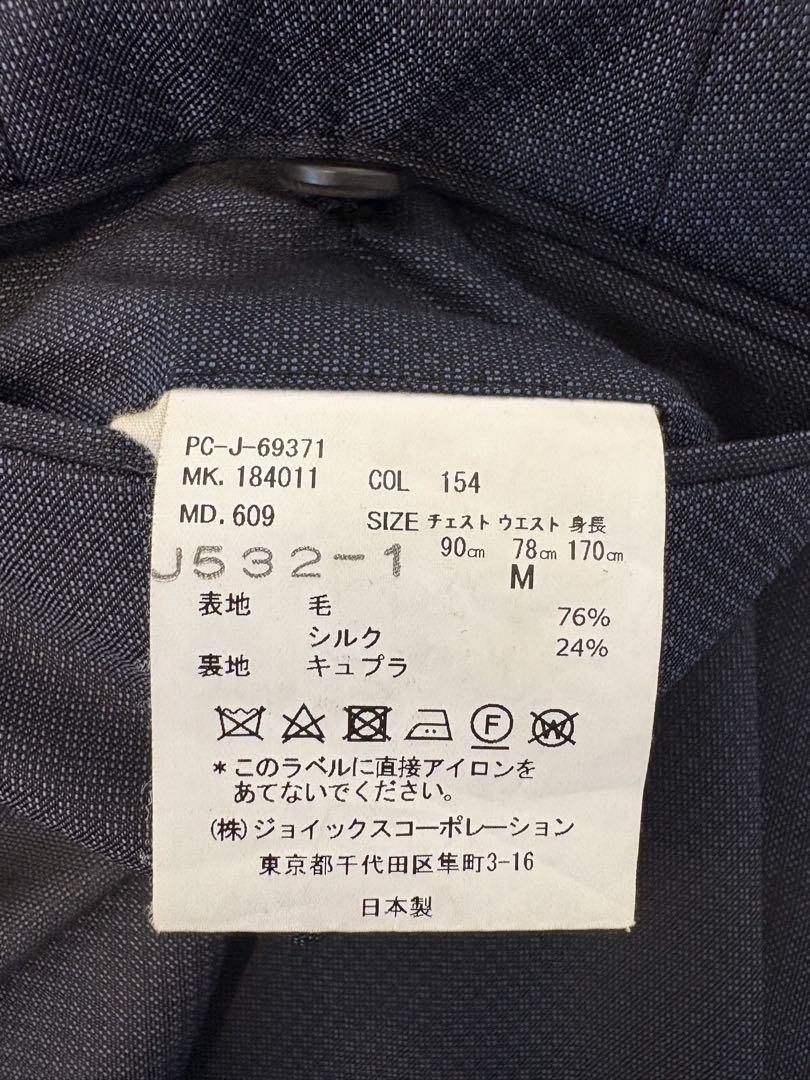 PC-J-69371
MK. 184011 COL 154
MD. 609 SIZE チェスト ウエスト 身長
90㎝ 78㎝ 170㎝
J532-1 M
表地 毛 76%
シルク 24%
裏地 キュプラ
F W
*このラベルに直接アイロンを
あてないでください。
(株)ジョイックスコーポレーション
東京都千代田区隼町3-16
日本製